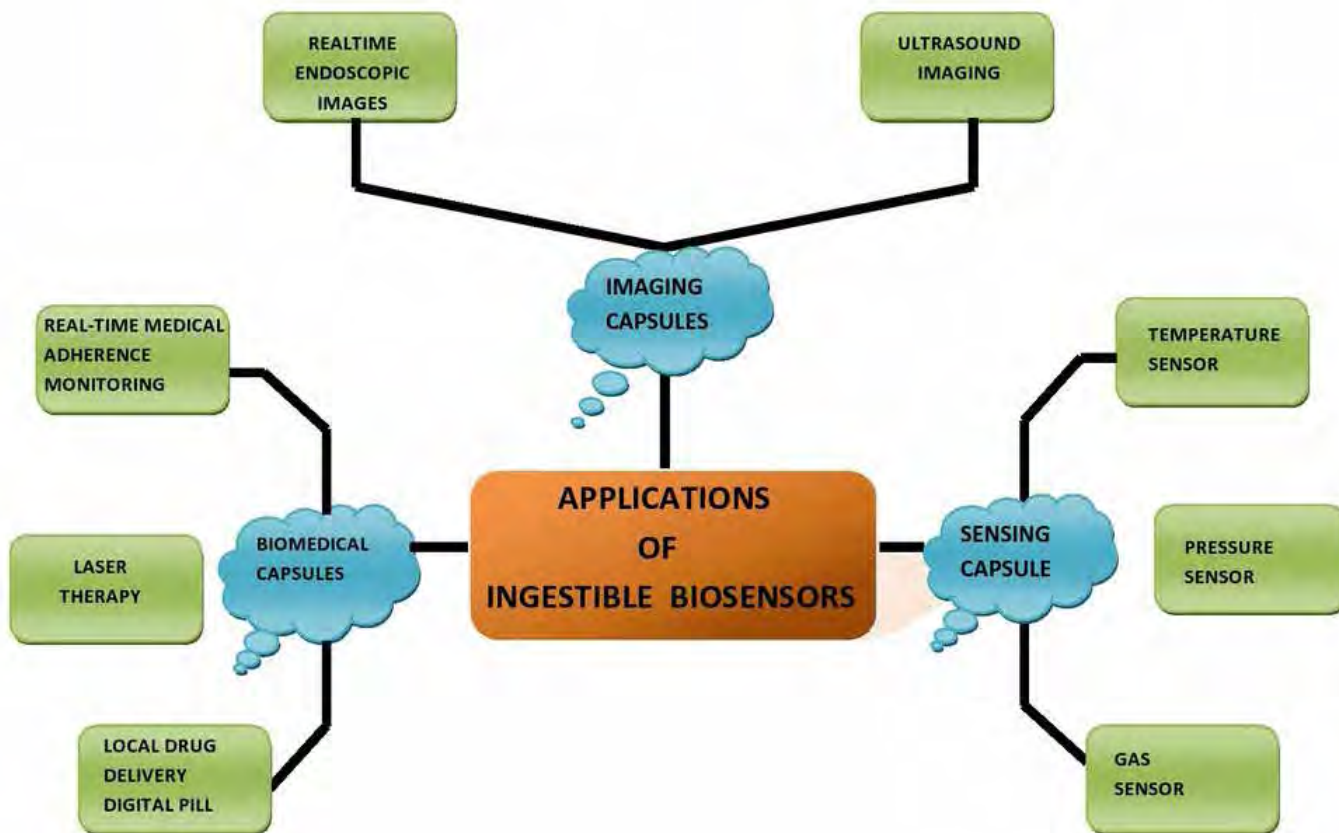 REALTIME
ENDOSCOPIC
IMAGES
ULTRASOUND
IMAGING
IMAGING
CAPSULES
REAL-TIME MEDICAL
ADHERENCE
MONITORING
TEMPERATURE
SENSOR
APPLICATIONS
OF
INGESTIBLE BIOSENSORS
BIOMEDICAL
CAPSULES
SENSING
CAPSULE
LASER
THERAPY
PRESSURE
SENSOR
LOCAL DRUG
DELIVERY
DIGITAL PILL
GAS
SENSOR